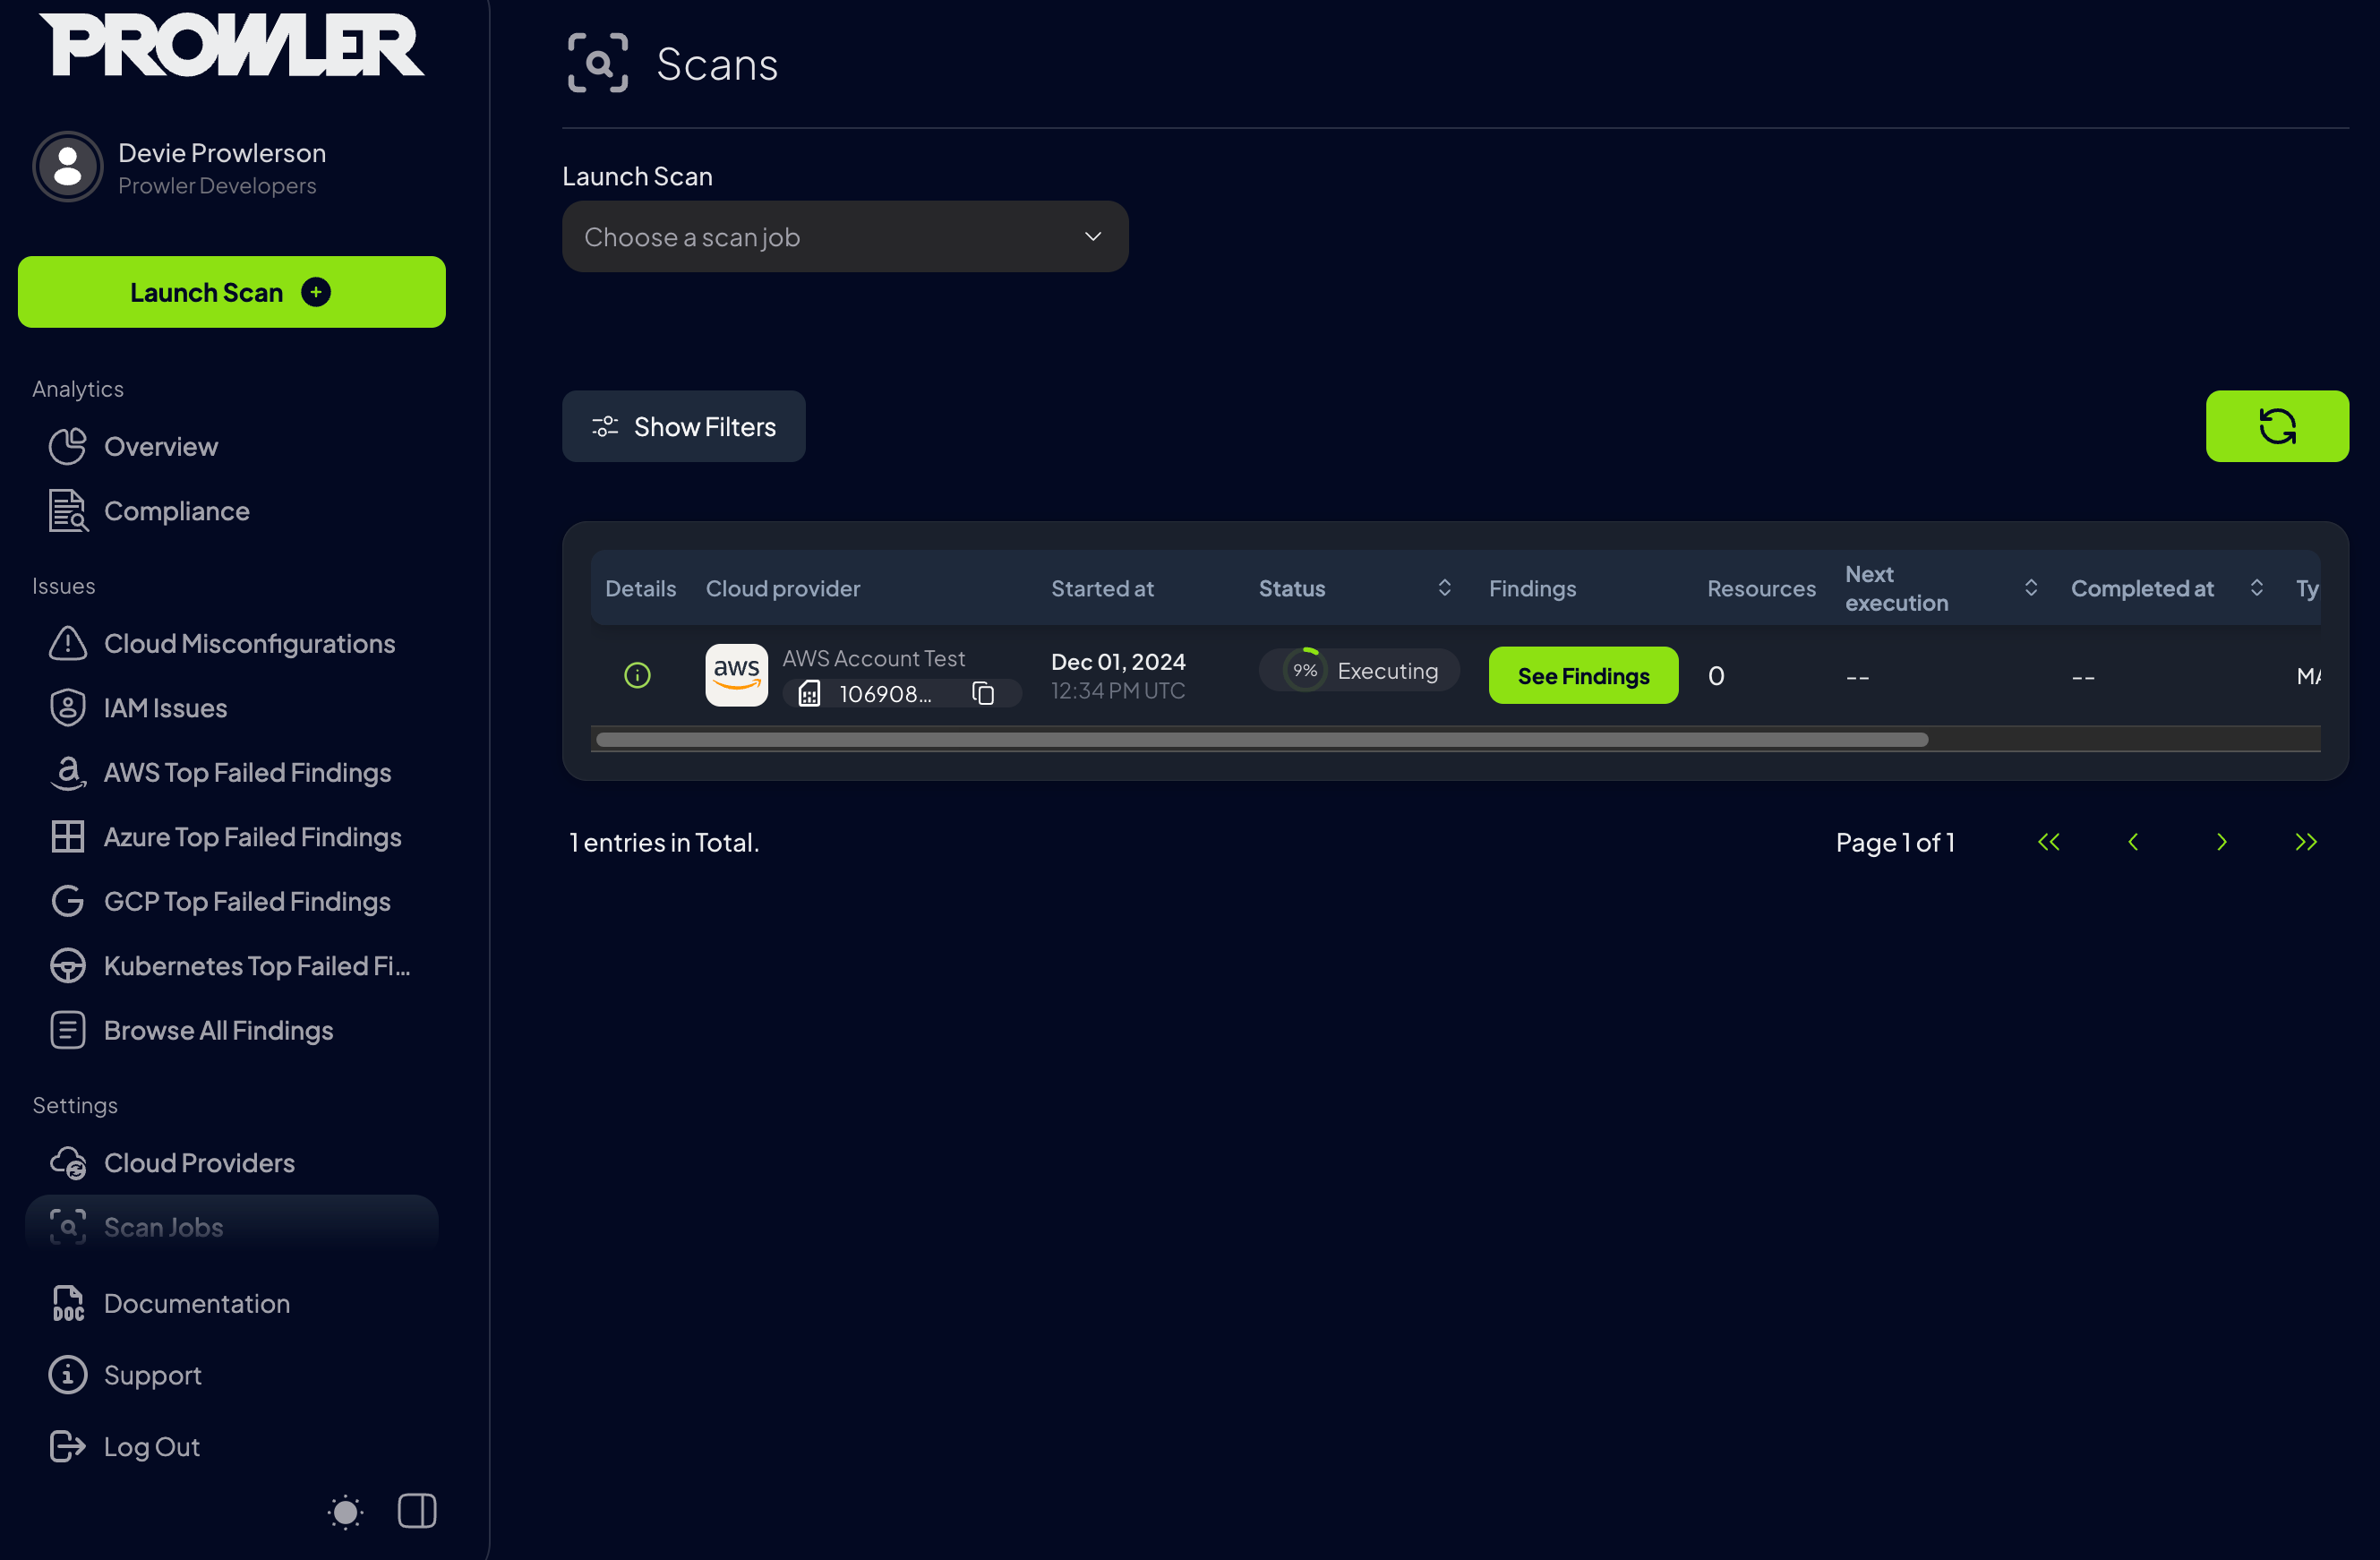 PROWLER
Devie Prowlerson
Prowler Developers
Launch Scan
Analytics
Overview
Compliance
Issues
Cloud Misconfigurations
IAM Issues
AWS Top Failed Findings
Azure Top Failed Findings
GCP Top Failed Findings
Kubernetes Top Failed Fi...
Browse All Findings
Settings
Cloud Providers
Scan Jobs
DOC
Documentation
Support
Log Out
Scans
Launch Scan
Choose a scan job
Show Filters
Details Cloud provider Started at Status Findings Resources Next execution Completed at Ty
aws
AWS Account Test
106908...
Dec 01, 2024
12:34 PM UTC
9% Executing
See Findings
0
--
--
MA
1 entries in Total.
Page 1 of 1